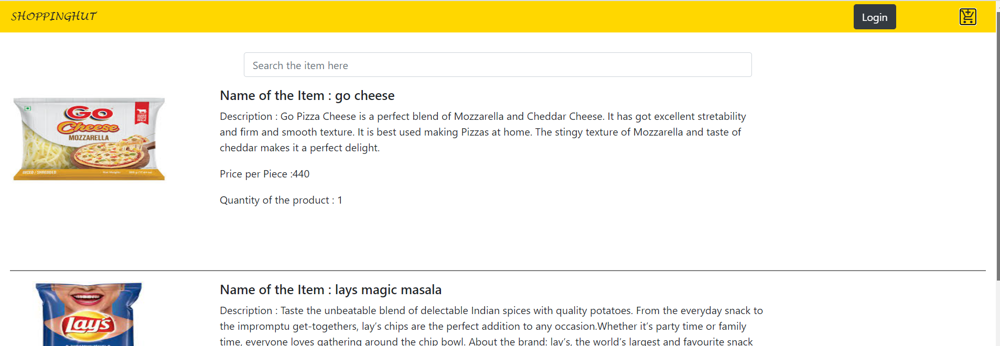 SHOPPINGHUT
Login
Search the item here
Name of the Item : go cheese
Description : Go Pizza Cheese is a perfect blend of Mozzarella and Cheddar Cheese. It has got excellent stretability
and firm and smooth texture. It is best used making Pizzas at home. The stingy texture of Mozzarella and taste of
cheddar makes it a perfect delight.
Price per Piece :440
Quantity of the product : 1
GO
Cheese
MOZZARELLA
DICED / SHREDDED
Net Weight:
Name of the Item : lays magic masala
Description : Taste the unbeatable blend of delectable Indian spices with quality potatoes. From the everyday snack to
the impromptu get-togethers, lay’s chips are the perfect addition to any occasion.Whether it’s party time or family
time, everyone loves gathering around the chip bowl. About the brand: lay’s, the world’s largest and favourite snack
Lay's